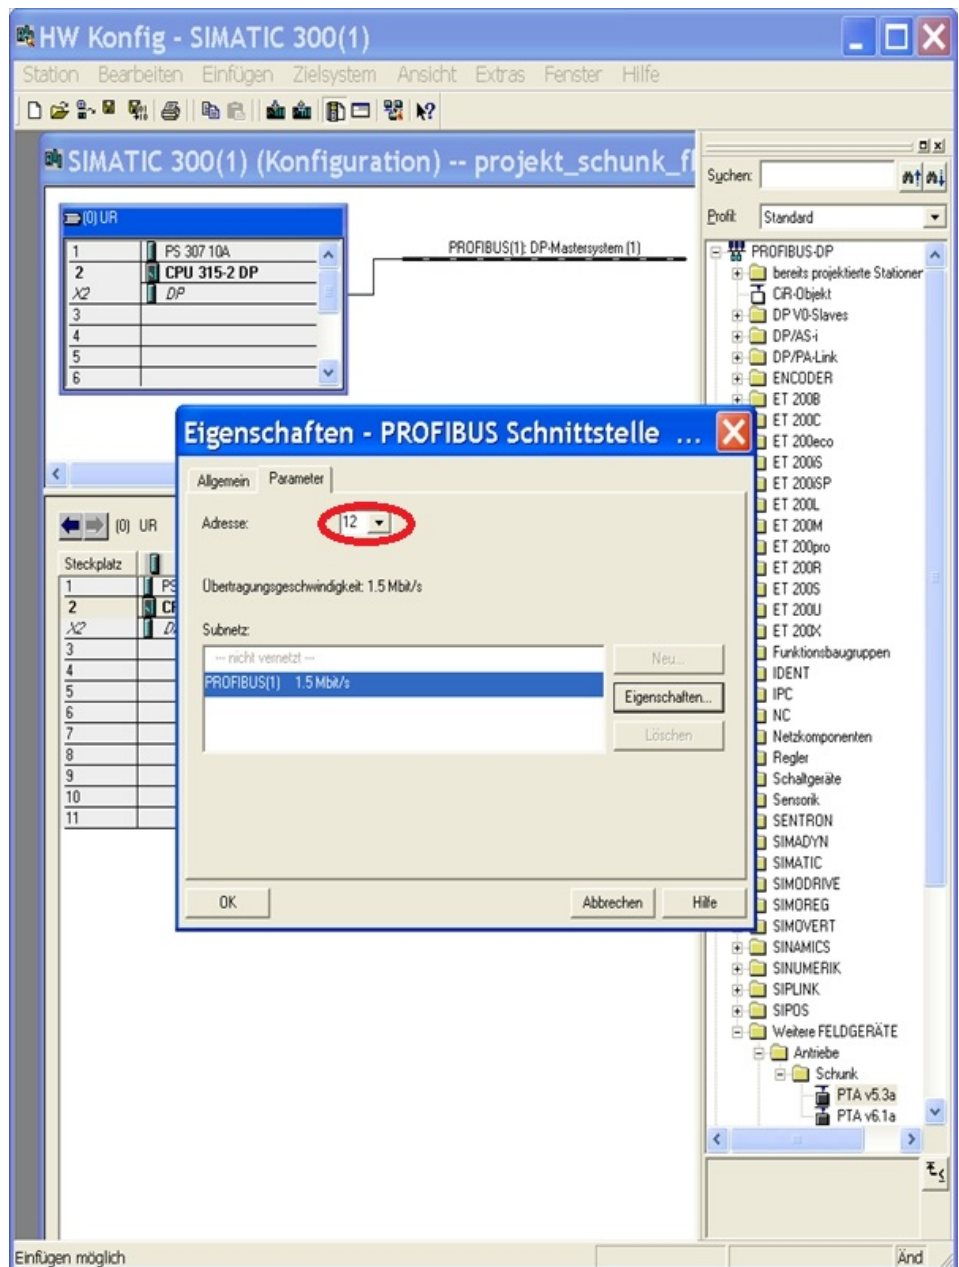 HW Konfig - SIMATIC 300(1)
Station Bearbeiten Einfügen Zielsystem Ansicht Extras Fenster Hilfe
SIMATIC 300(1) (Konfiguration) -- projekt_schunk_fl
(0) UR
1 PS 307 10A
2 CPU 315-2 DP
X2 DP
3
4
5
6
PROFIBUS(1): DP-Mastersystem (1)
Eigenschaften - PROFIBUS Schnittstelle ...
Allgemein Parameter
Adresse: 12
Übertragungsgeschwindigkeit: 1.5 Mbit/s
Subnetz:
--- nicht vernetzt ---
PROFIBUS(1) 1.5 Mbit/s
Neu...
Eigenschaften...
Löschen
OK Abbrechen Hilfe
(0) UR
Steckplatz
1 PS
2 CP
X2 D
3
4
5
6
7
8
9
10
11
Suchen:
Profil: Standard
PROFIBUS-DP
bereits projektierte Stationer
CiR-Objekt
DP V0-Slaves
DP/AS-i
DP/PA-Link
ENCODER
ET 200B
ET 200C
ET 200eco
ET 200iS
ET 200iSP
ET 200L
ET 200M
ET 200pro
ET 200R
ET 200S
ET 200U
ET 200X
Funktionsbaugruppen
IDENT
IPC
NC
Netzkomponenten
Regler
Schaltgeräte
Sensorik
SENTRON
SIMADYN
SIMATIC
SIMODRIVE
SIMOREG
SIMOVERT
SINAMICS
SINUMERIK
SIPLINK
SIPOS
Weitere FELDGERÄTE
Antriebe
Schunk
PTA v5.3a
PTA v6.1a
Einfügen möglich
Änd